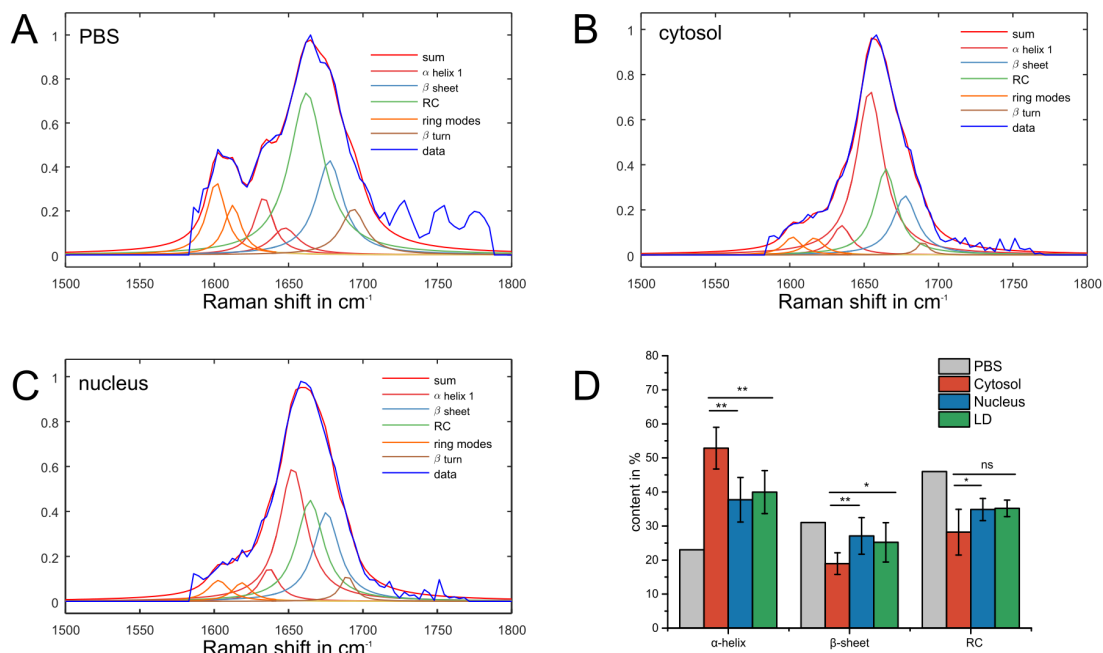 A
PBS
sum
α helix 1
β sheet
RC
ring modes
β turn
data
1
0.8
0.6
0.4
0.2
0
1500 1550 1600 1650 1700 1750 1800
Raman shift in cm-1
B
cytosol
sum
α helix 1
β sheet
RC
ring modes
β turn
data
1
0.8
0.6
0.4
0.2
0
1500 1550 1600 1650 1700 1750 1800
Raman shift in cm-1
C
nucleus
sum
α helix 1
β sheet
RC
ring modes
β turn
data
1
0.8
0.6
0.4
0.2
0
1500 1550 1600 1650 1700 1750 1800
Raman shift in cm-1
D
PBS
Cytosol
Nucleus
LD
80
70
60
50
40
30
20
10
0
content in %
**
**
*
**
ns
*
α-helix β-sheet RC